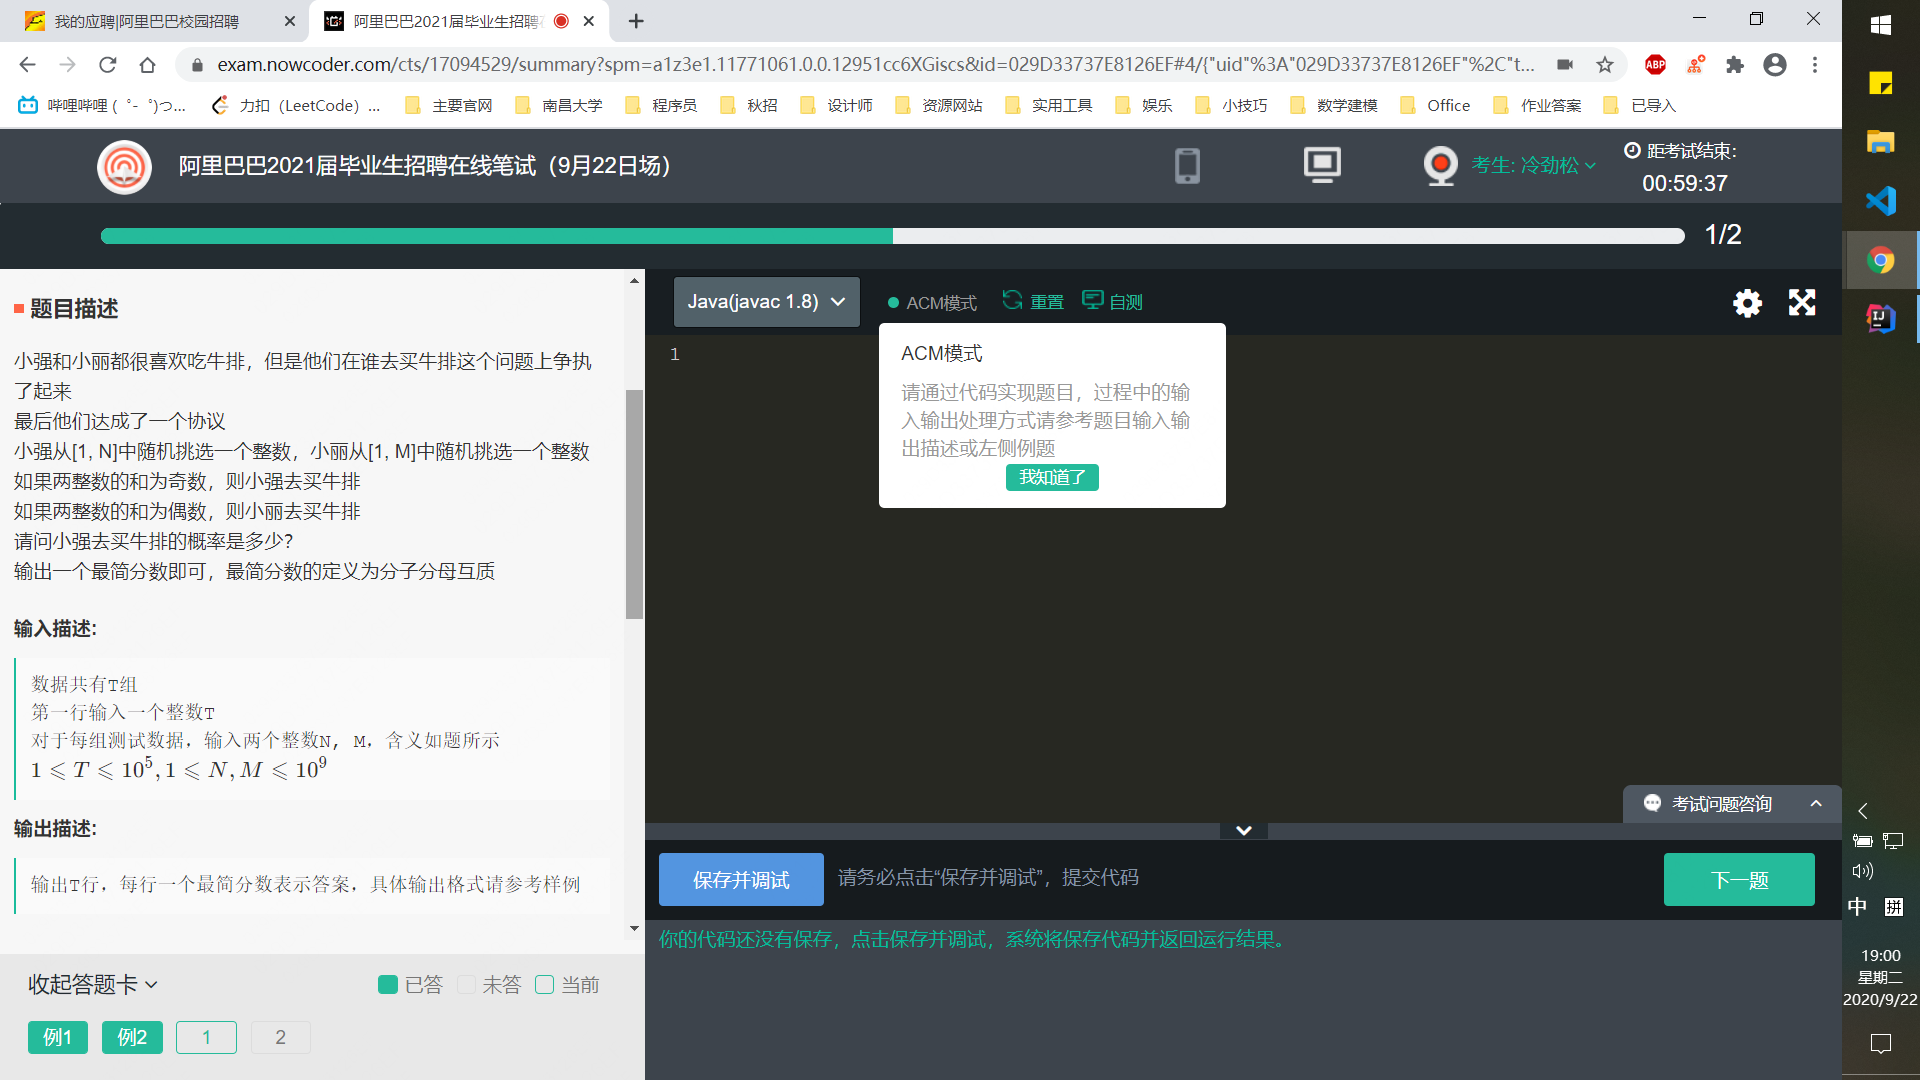 我的应聘|阿里巴巴校园招聘
阿里巴巴2021届毕业生招聘在
exam.nowcoder.com/cts/17094529/summary?spm=a1z3e1.11771061.0.0.12951cc6XGiscs&id=029D33737E8126EF#4/{"uid"%3A"029D33737E8126EF"%2C"t...
ABP
哔哩哔哩 (゜-゜)つ...
力扣（LeetCode）...
主要官网
南昌大学
程序员
秋招
设计师
资源网站
实用工具
娱乐
小技巧
数学建模
Office
作业答案
已导入
阿里巴巴2021届毕业生招聘在线笔试（9月22日场）
考生: 冷劲松
距考试结束:
00:59:37
1/2
题目描述
小强和小丽都很喜欢吃牛排，但是他们在谁去买牛排这个问题上争执
了起来
最后他们达成了一个协议
小强从[1, N]中随机挑选一个整数，小丽从[1, M]中随机挑选一个整数
如果两整数的和为奇数，则小强去买牛排
如果两整数的和为偶数，则小丽去买牛排
请问小强去买牛排的概率是多少？
输出一个最简分数即可，最简分数的定义为分子分母互质
输入描述:
数据共有T组
第一行输入一个整数T
对于每组测试数据，输入两个整数N, M，含义如题所示
1 ⩽ T ⩽ 10^5, 1 ⩽ N, M ⩽ 10^9
输出描述:
输出T行，每行一个最简分数表示答案，具体输出格式请参考样例
收起答题卡
已答
未答
当前
例1
例2
1
2
Java(javac 1.8)
ACM模式
重置
自测
1
ACM模式
请通过代码实现题目，过程中的输
入输出处理方式请参考题目输入输
出描述或左侧例题
我知道了
考试问题咨询
保存并调试
请务必点击“保存并调试”，提交代码
下一题
你的代码还没有保存，点击保存并调试，系统将保存代码并返回运行结果。
IJ
中
拼
19:00
星期二
2020/9/22